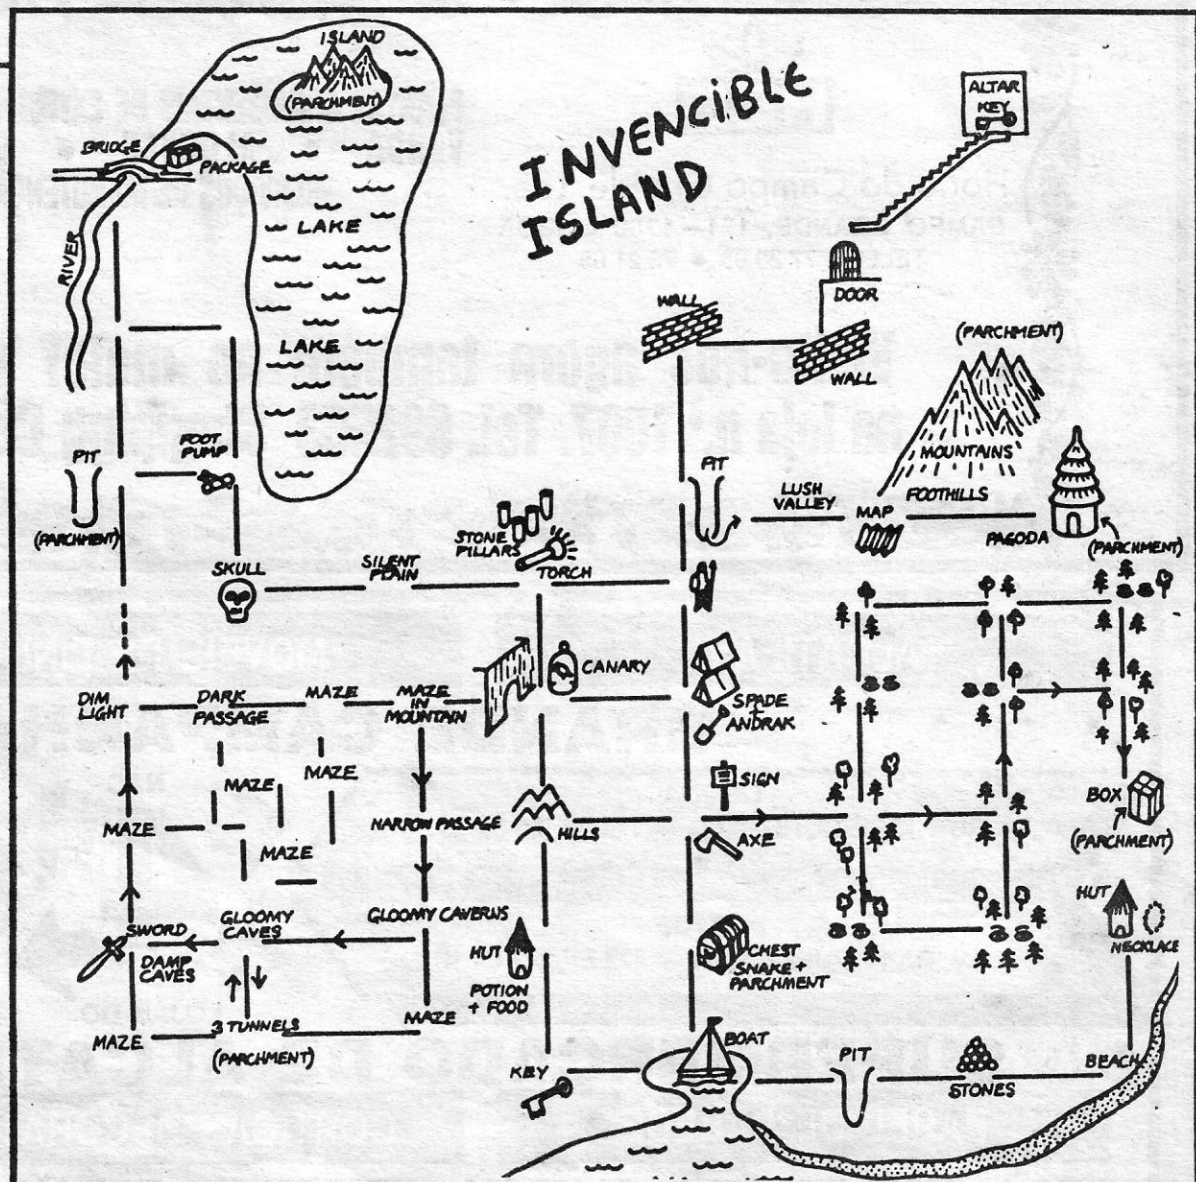 ISLAND
(PARCHMENT)
INVENCIBLE
ISLAND
ALTAR
KEY
BRIDGE
PACKAGE
RIVER
LAKE
LAKE
DOOR
WALL
WALL
(PARCHMENT)
MOUNTAINS
FOOTHILLS
FOOT
PUMP
PIT
(PARCHMENT)
PIT
LUSH
VALLEY
MAP
PAGODA
(PARCHMENT)
STONE
PILLARS
TORCH
SKULL
SILENT
PLAIN
CANARY
DIM
LIGHT
DARK
PASSAGE
MAZE
MAZE
IN
MOUNTAIN
SPADE
+
ANDRAK
MAZE
MAZE
SIGN
BOX
(PARCHMENT)
MAZE
NARROW PASSAGE
HILLS
AXE
MAZE
SWORD
DAMP
CAVES
GLOOMY
CAVES
GLOOMY CAVERNS
HUT
POTION
+ FOOD
CHEST
SNAKE +
PARCHMENT
HUT
NECKLACE
MAZE
3 TUNNELS
(PARCHMENT)
MAZE
KEY
BOAT
PIT
STONES
BEACH